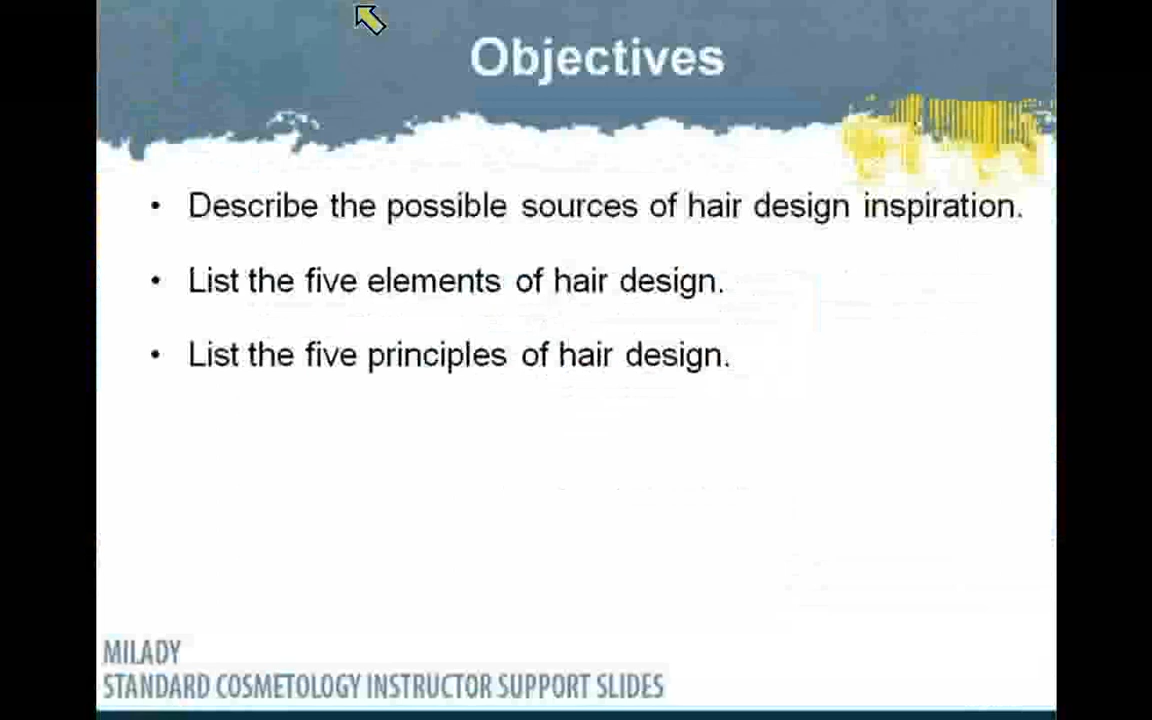 Objectives
• Describe the possible sources of hair design inspiration.
• List the five elements of hair design.
• List the five principles of hair design.
MILADY
STANDARD COSMETOLOGY INSTRUCTOR SUPPORT SLIDES